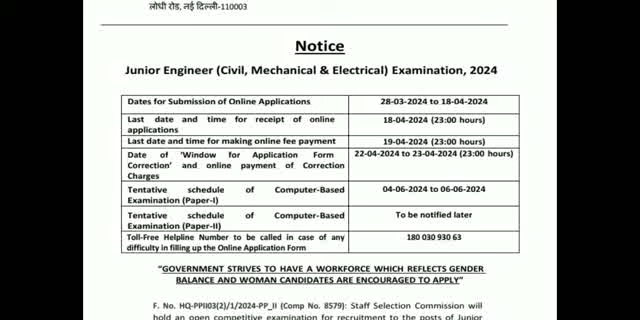 लोधी रोड, नई दिल्ली-110003
Notice
Junior Engineer (Civil, Mechanical & Electrical) Examination, 2024
Dates for Submission of Online Applications 28-03-2024 to 18-04-2024
Last date and time for receipt of online applications 18-04-2024 (23:00 hours)
Last date and time for making online fee payment 19-04-2024 (23:00 hours)
Date of 'Window for Application Form Correction' and online payment of Correction Charges 22-04-2024 to 23-04-2024 (23:00 hours)
Tentative schedule of Computer-Based Examination (Paper-I) 04-06-2024 to 06-06-2024
Tentative schedule of Computer-Based Examination (Paper-II) To be notified later
Toll-Free Helpline Number to be called in case of any difficulty in filling up the Online Application Form 180 030 930 63
"GOVERNMENT STRIVES TO HAVE A WORKFORCE WHICH REFLECTS GENDER
BALANCE AND WOMAN CANDIDATES ARE ENCOURAGED TO APPLY"
F. No. HQ-PPII03(2)/1/2024-PP_II (Comp No. 8579): Staff Selection Commission will
hold an open competitive examination for recruitment to the posts of Junior